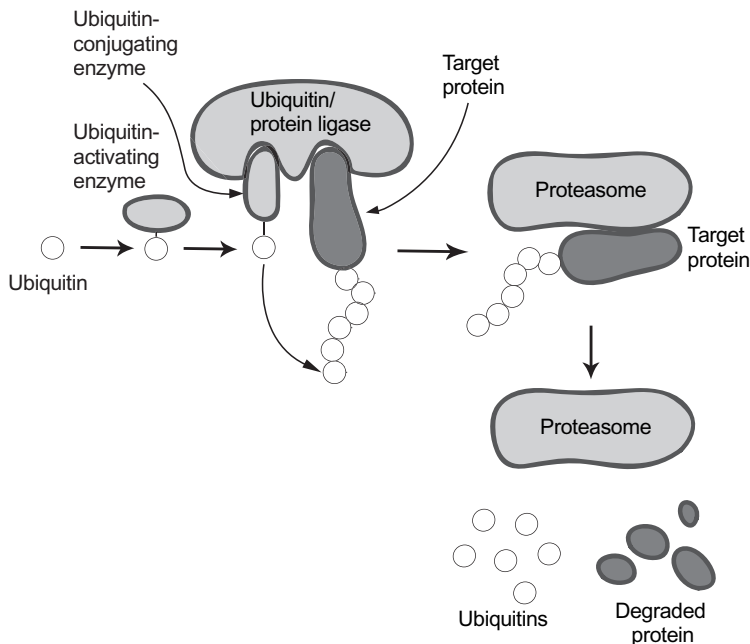 Ubiquitin-
conjugating
enzyme
Ubiquitin-
activating
enzyme
Ubiquitin/
protein ligase
Target
protein
Ubiquitin
Proteasome
Target
protein
Proteasome
Ubiquitins
Degraded
protein